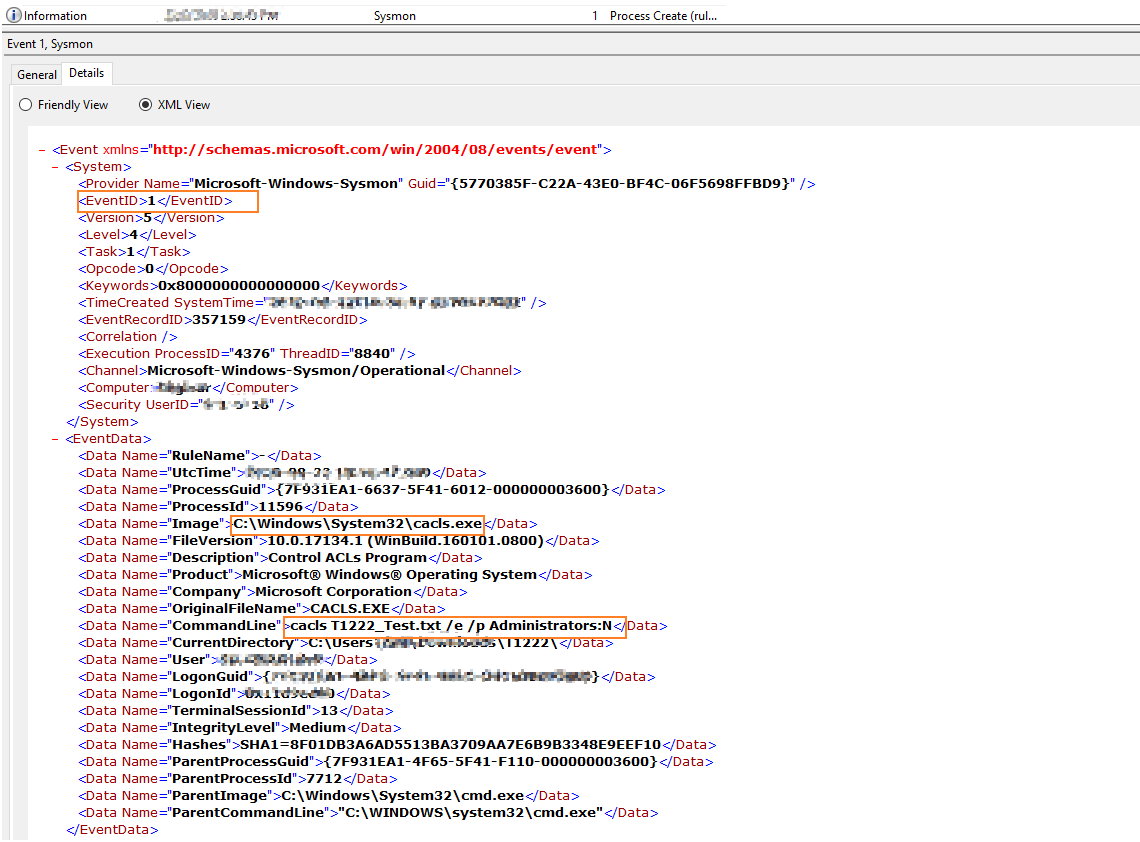 Information Sysmon 1 Process Create (rul...
Event 1, Sysmon
General Details
Friendly View XML View
- <Event xmlns="http://schemas.microsoft.com/win/2004/08/events/event">
- <System>
<Provider Name="Microsoft-Windows-Sysmon" Guid="{5770385F-C22A-43E0-BF4C-06F5698FFBD9}" />
<EventID>1</EventID>
<Version>5</Version>
<Level>4</Level>
<Task>1</Task>
<Opcode>0</Opcode>
<Keywords>0x8000000000000000</Keywords>
<TimeCreated SystemTime=" " />
<EventRecordID>357159</EventRecordID>
<Correlation />
<Execution ProcessID="4376" ThreadID="8840" />
<Channel>Microsoft-Windows-Sysmon/Operational</Channel>
<Computer </Computer>
<Security UserID=" " />
</System>
- <EventData>
<Data Name="RuleName">-</Data>
<Data Name="UtcTime"> </Data>
<Data Name="ProcessGuid">{7F931EA1-6637-5F41-6012-000000003600}</Data>
<Data Name="ProcessId">11596</Data>
<Data Name="Image">C:\Windows\System32\cacls.exe</Data>
<Data Name="FileVersion">10.0.17134.1 (WinBuild.160101.0800)</Data>
<Data Name="Description">Control ACLs Program</Data>
<Data Name="Product">Microsoft® Windows® Operating System</Data>
<Data Name="Company">Microsoft Corporation</Data>
<Data Name="OriginalFileName">CACLS.EXE</Data>
<Data Name="CommandLine">cacls T1222_Test.txt /e /p Administrators:N</Data>
<Data Name="CurrentDirectory">C:\Users \T1222\</Data>
<Data Name="User"> </Data>
<Data Name="LogonGuid">{ }</Data>
<Data Name="LogonId"> </Data>
<Data Name="TerminalSessionId">13</Data>
<Data Name="IntegrityLevel">Medium</Data>
<Data Name="Hashes">SHA1=8F01DB3A6AD5513BA3709AA7E6B9B3348E9EEF10</Data>
<Data Name="ParentProcessGuid">{7F931EA1-4F65-5F41-F110-000000003600}</Data>
<Data Name="ParentProcessId">7712</Data>
<Data Name="ParentImage">C:\Windows\System32\cmd.exe</Data>
<Data Name="ParentCommandLine">"C:\WINDOWS\system32\cmd.exe"</Data>
</EventData>